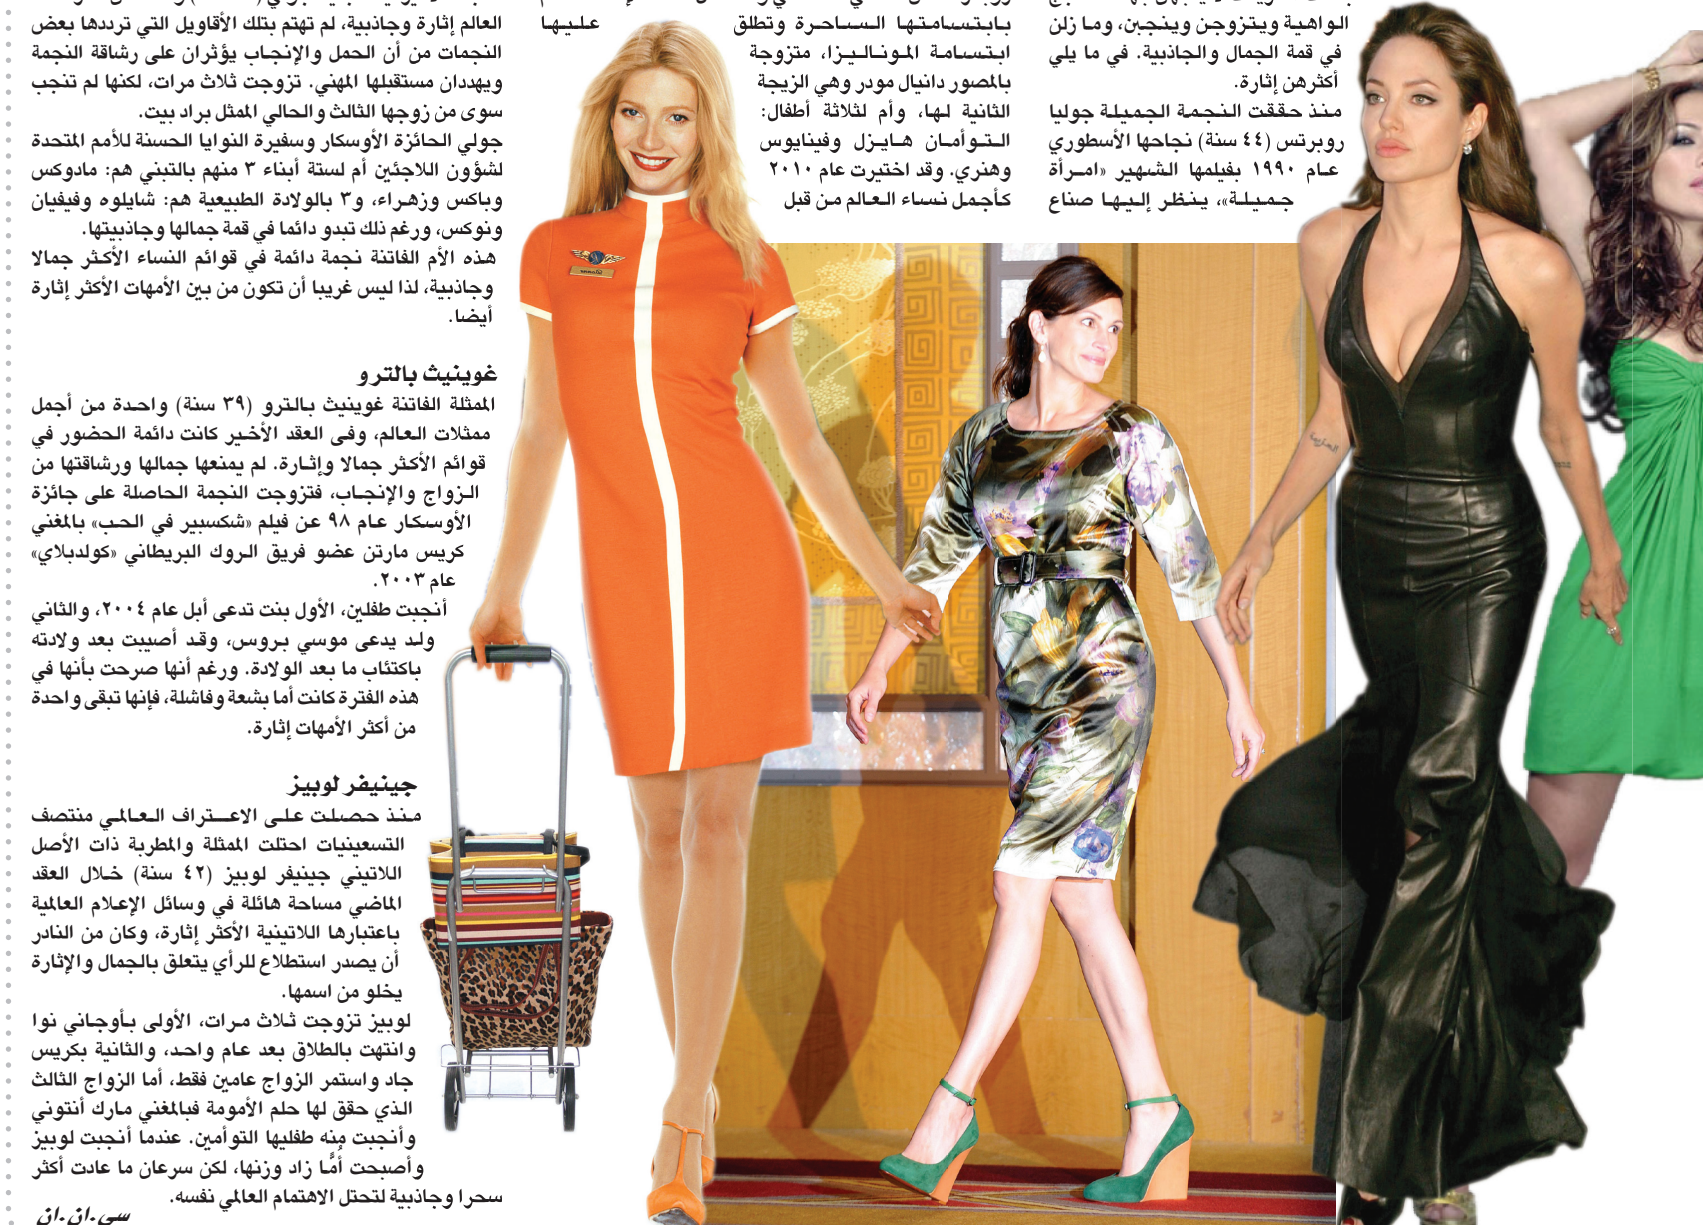 الواهية ويتزوجن وينجبن، وما زلن
في قمة الجمال والجاذبية. في ما يلي
أكثرهن إثارة.
منذ حققت النجمة الجميلة جوليا
روبرتس (٤٤ سنة) نجاحها الأسطوري
عام ١٩٩٠ بفيلمها الشهير «امرأة
جميلة»، ينظر إليها صناع
بابتسامتها الساحرة وتطلق عليها
ابتسامة المونـاليـزا، متزوجة
بالمصور دانيال مودر وهي الزيجة
الثانية لها، وأم لثلاثة أطفال:
التوأمان هايزل وفينايوس
وهنري. وقد اختيرت عام ٢٠١٠
كأجمل نساء العالم من قبل
العالم إثارة وجاذبية، لم تهتم بتلك الأقاويل التي ترددها بعض
النجمات من أن الحمل والإنجاب يؤثران على رشاقة النجمة
ويهددان مستقبلها المهني. تزوجت ثلاث مرات، لكنها لم تنجب
سوى من زوجها الثالث والحالي الممثل براد بيت.
جولي الحائزة الأوسكار وسفيرة النوايا الحسنة للأمم المتحدة
لشؤون اللاجئين أم لستة أبناء ٣ منهم بالتبني هم: مادوكس
وباكس وزهراء، و٣ بالولادة الطبيعية هم: شايلوه وفيفيان
ونوكس، ورغم ذلك تبدو دائما في قمة جمالها وجاذبيتها.
هذه الأم الفاتنة نجمة دائمة في قوائم النساء الأكثر جمالا
وجاذبية، لذا ليس غريبا أن تكون من بين الأمهات الأكثر إثارة
أيضا.
غوينيث بالترو
الممثلة الفاتنة غوينيث بالترو (٣٩ سنة) واحدة من أجمل
ممثلات العالم، وفى العقد الأخير كانت دائمة الحضور في
قوائم الأكثر جمالا وإثارة. لم يمنعها جمالها ورشاقتها من
الزواج والإنجاب، فتزوجت النجمة الحاصلة على جائزة
الأوسكار عام ٩٨ عن فيلم «شكسبير في الحب» بالمغني
كريس مارتن عضو فريق الروك البريطاني «كولدبلاي»
عام ٢٠٠٣.
أنجبت طفلين، الأول بنت تدعى أبل عام ٢٠٠٤، والثاني
ولد يدعى موسي بروس، وقد أصيبت بعد ولادته
باكتئاب ما بعد الولادة. ورغم أنها صرحت بأنها في
هذه الفترة كانت أما بشعة وفاشلة، فإنها تبقى واحدة
من أكثر الأمهات إثارة.
جينيفر لوبيز
منذ حصلت على الاعتراف العالمي منتصف
التسعينيات احتلت الممثلة والمطربة ذات الأصل
اللاتيني جينيفر لوبيز (٤٢ سنة) خلال العقد
الماضي مساحة هائلة في وسائل الإعلام العالمية
باعتبارها اللاتينية الأكثر إثارة، وكان من النادر
أن يصدر استطلاع للرأي يتعلق بالجمال والإثارة
يخلو من اسمها.
لوبيز تزوجت ثلاث مرات، الأولى بأوجاني نوا
وانتهت بالطلاق بعد عام واحد، والثانية بكريس
جاد واستمر الزواج عامين فقط، أما الزواج الثالث
الذي حقق لها حلم الأمومة فبالمغني مارك أنتوني
وأنجبت منه طفليها التوأمين. عندما أنجبت لوبيز
وأصبحت أُمًّا زاد وزنها، لكن سرعان ما عادت أكثر
سحرا وجاذبية لتحتل الاهتمام العالمي نفسه.
سي.ان.ان